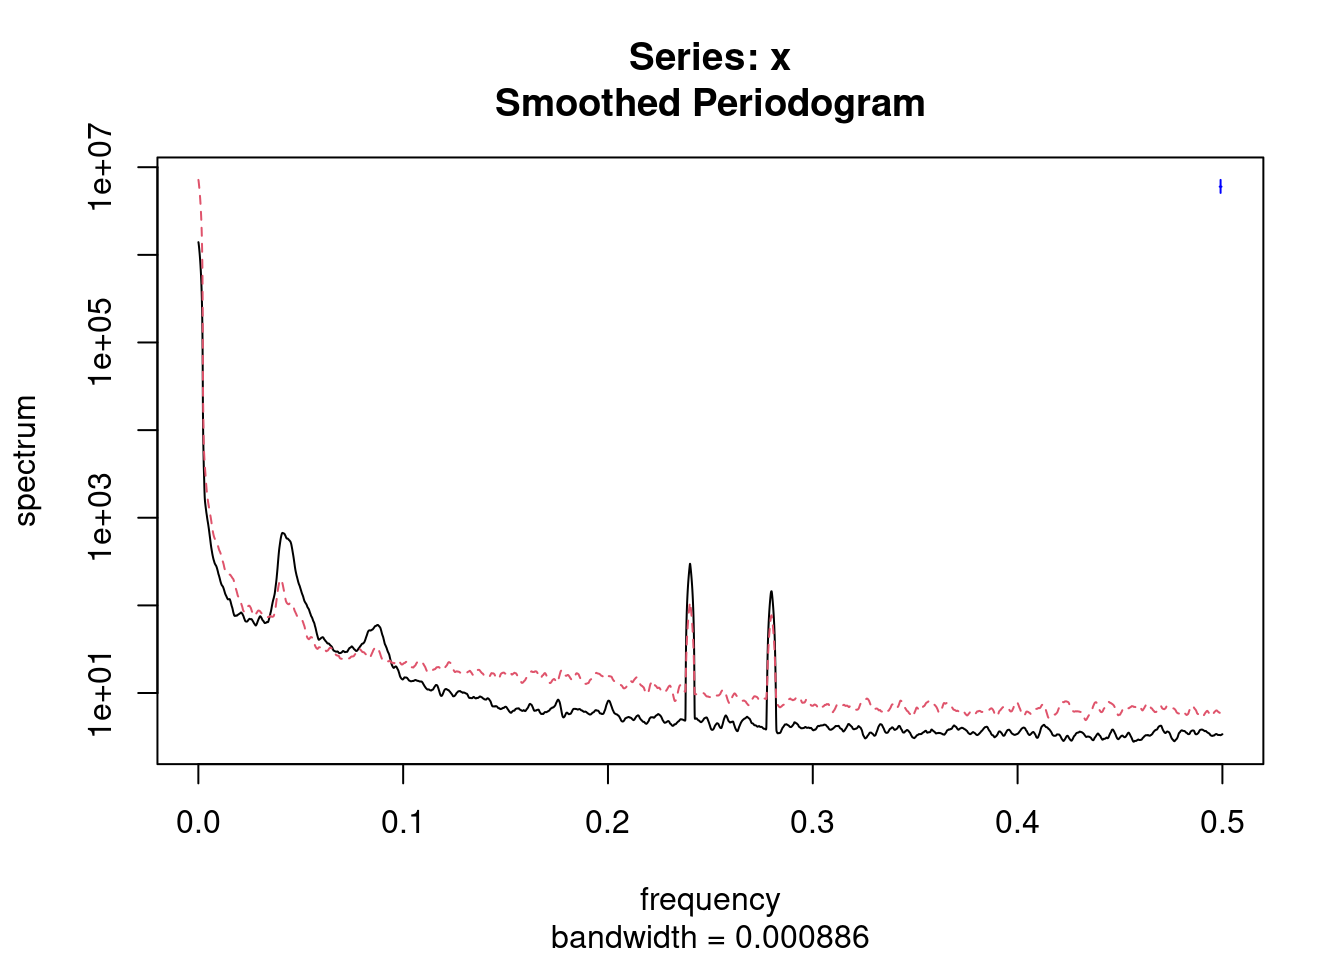 Series: x
Smoothed Periodogram
spectrum
1e+07
1e+05
1e+03
1e+01
0.0 0.1 0.2 0.3 0.4 0.5
frequency
bandwidth = 0.000886